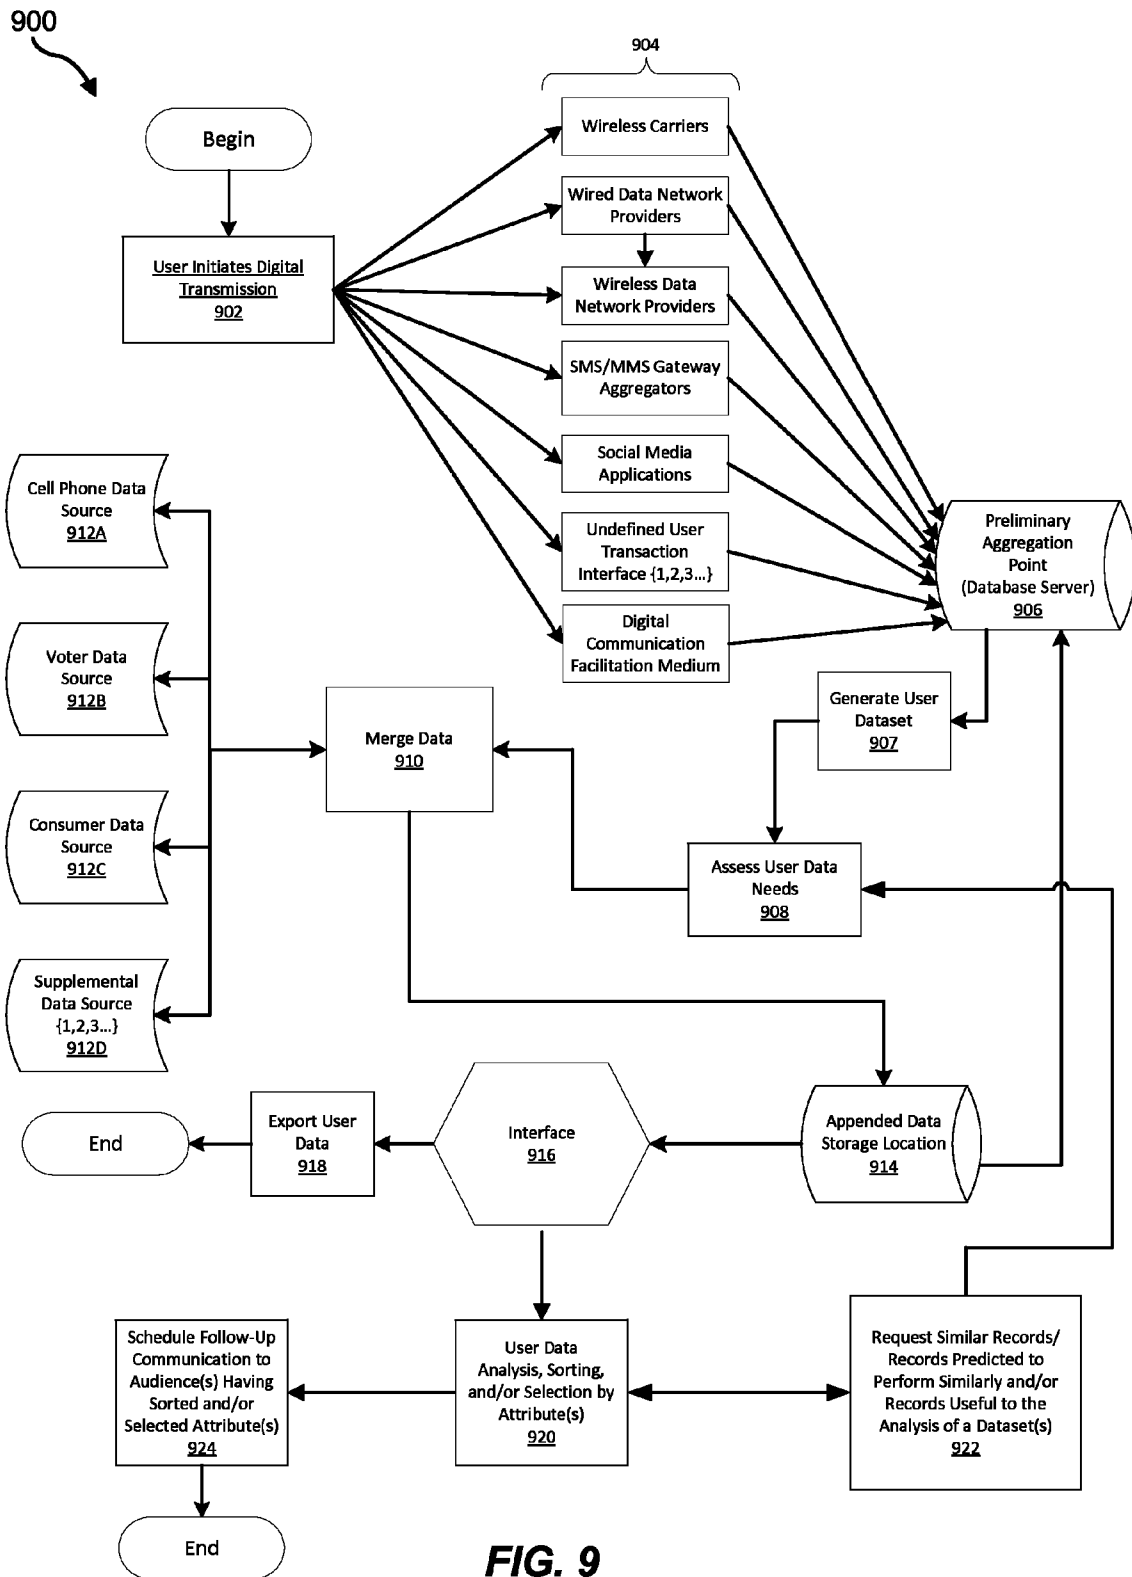 900
904
Begin
Wireless Carriers
Wired Data Network
Providers
User Initiates Digital
Transmission
902
Wireless Data
Network Providers
SMS/MMS Gateway
Aggregators
Social Media
Applications
Undefined User
Transaction
Interface {1,2,3...}
Digital
Communication
Facilitation Medium
Preliminary
Aggregation
Point
(Database Server)
906
Cell Phone Data
Source
912A
Voter Data
Source
912B
Consumer Data
Source
912C
Supplemental
Data Source
{1,2,3...}
912D
Merge Data
910
Generate User
Dataset
907
Assess User Data
Needs
908
End
Export User
Data
918
Interface
916
Appended Data
Storage Location
914
Schedule Follow-Up
Communication to
Audience(s) Having
Sorted and/or
Selected Attribute(s)
924
User Data
Analysis, Sorting,
and/or Selection by
Attribute(s)
920
Request Similar Records/
Records Predicted to
Perform Similarly and/or
Records Useful to the
Analysis of a Dataset(s)
922
End
FIG. 9